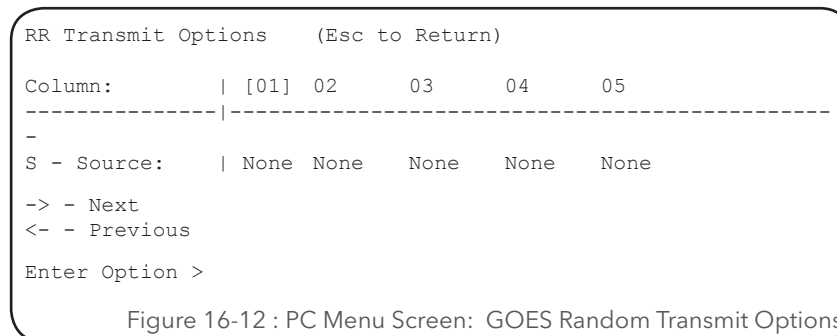 RR Transmit Options (Esc to Return)
Column: | [01] 02 03 04 05
---------------|-----------------------------------------------
-
S - Source: | None None None None None
-> - Next
<- - Previous
Enter Option >
Figure 16-12 : PC Menu Screen: GOES Random Transmit Options